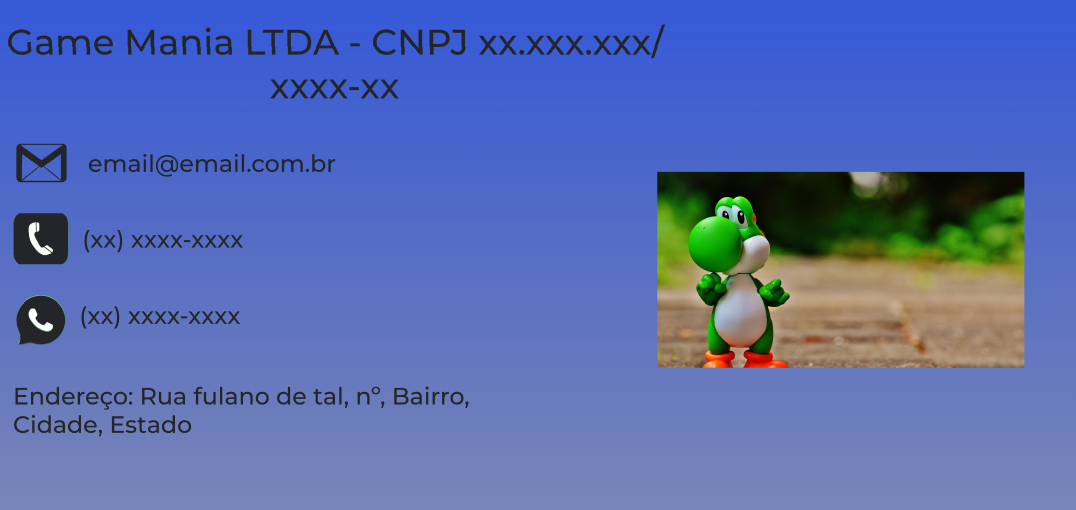 Game Mania LTDA - CNPJ xx.xxx.xxx/
xxxx-xx
email@email.com.br
(xx) xxxx-xxxx
(xx) xxxx-xxxx
Endereço: Rua fulano de tal, nº, Bairro,
Cidade, Estado